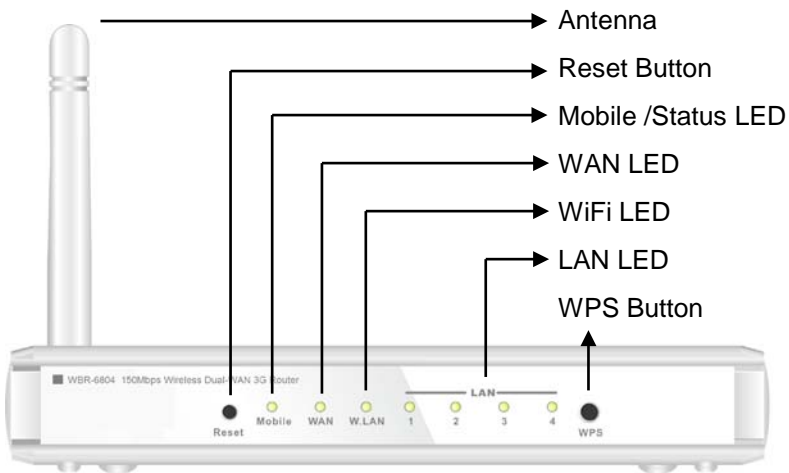 Antenna
Reset Button
Mobile /Status LED
WAN LED
WiFi LED
LAN LED
WPS Button
WBR-6804 150Mbps Wireless Dual-WAN 3G Router
LAN
Reset Mobile WAN W.LAN 1 2 3 4 WPS